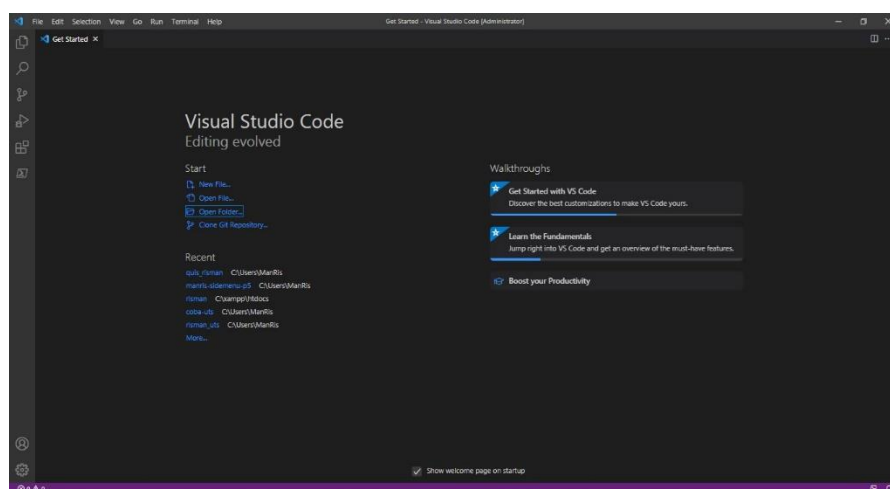 File Edit Selection View Go Run Terminal Help
Get Started - Visual Studio Code [Administrator]
Get Started
Visual Studio Code
Editing evolved
Start
New File...
Open File...
Open Folder...
Clone Git Repository...
Recent
quis_risman C:\Users\ManRis
manris-sidemenu-p5 C:\Users\ManRis
risman C:\xampp\htdocs
coba-uts C:\Users\ManRis
risman_uts C:\Users\ManRis
More...
Walkthroughs
Get Started with VS Code
Discover the best customizations to make VS Code yours.
Learn the Fundamentals
Jump right into VS Code and get an overview of the must-have features.
Boost your Productivity
Show welcome page on startup